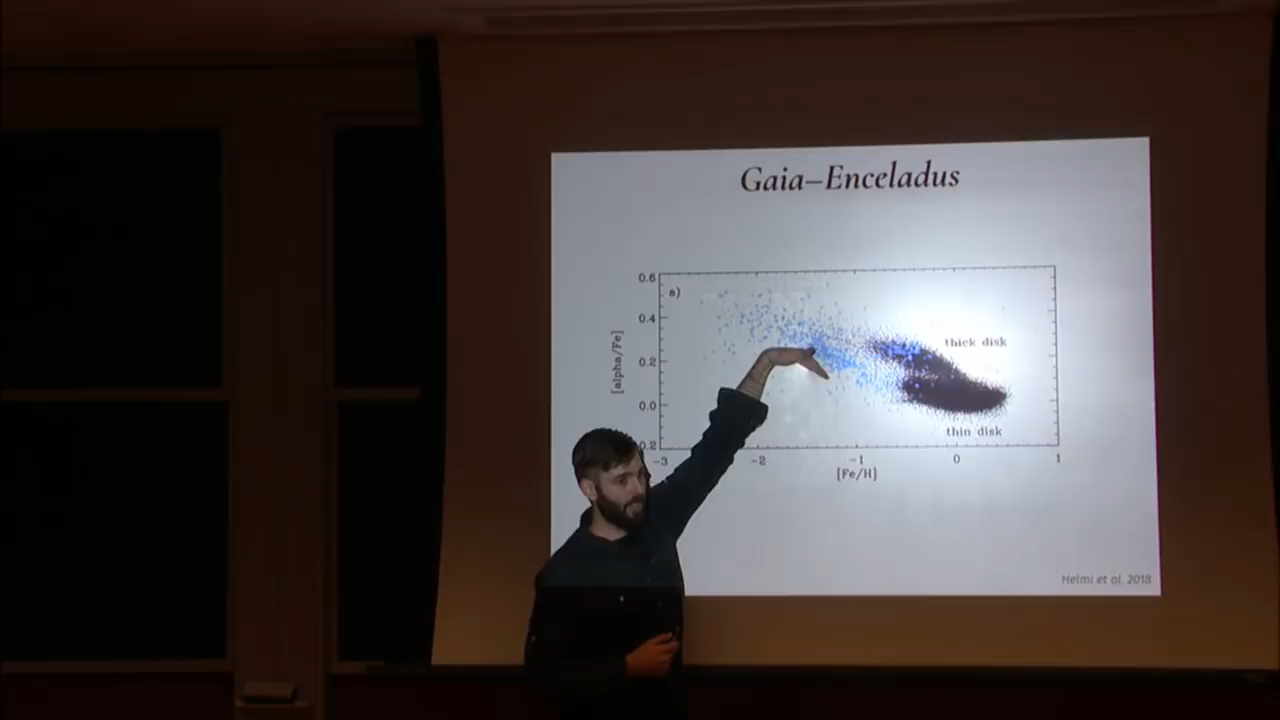 Gaia–Enceladus
0.6
a)
0.4
thick disk
[alpha/Fe]
0.2
0.0
thin disk
0.2
-3
-2
-1
0
1
[Fe/H]
Helmi et al. 2018